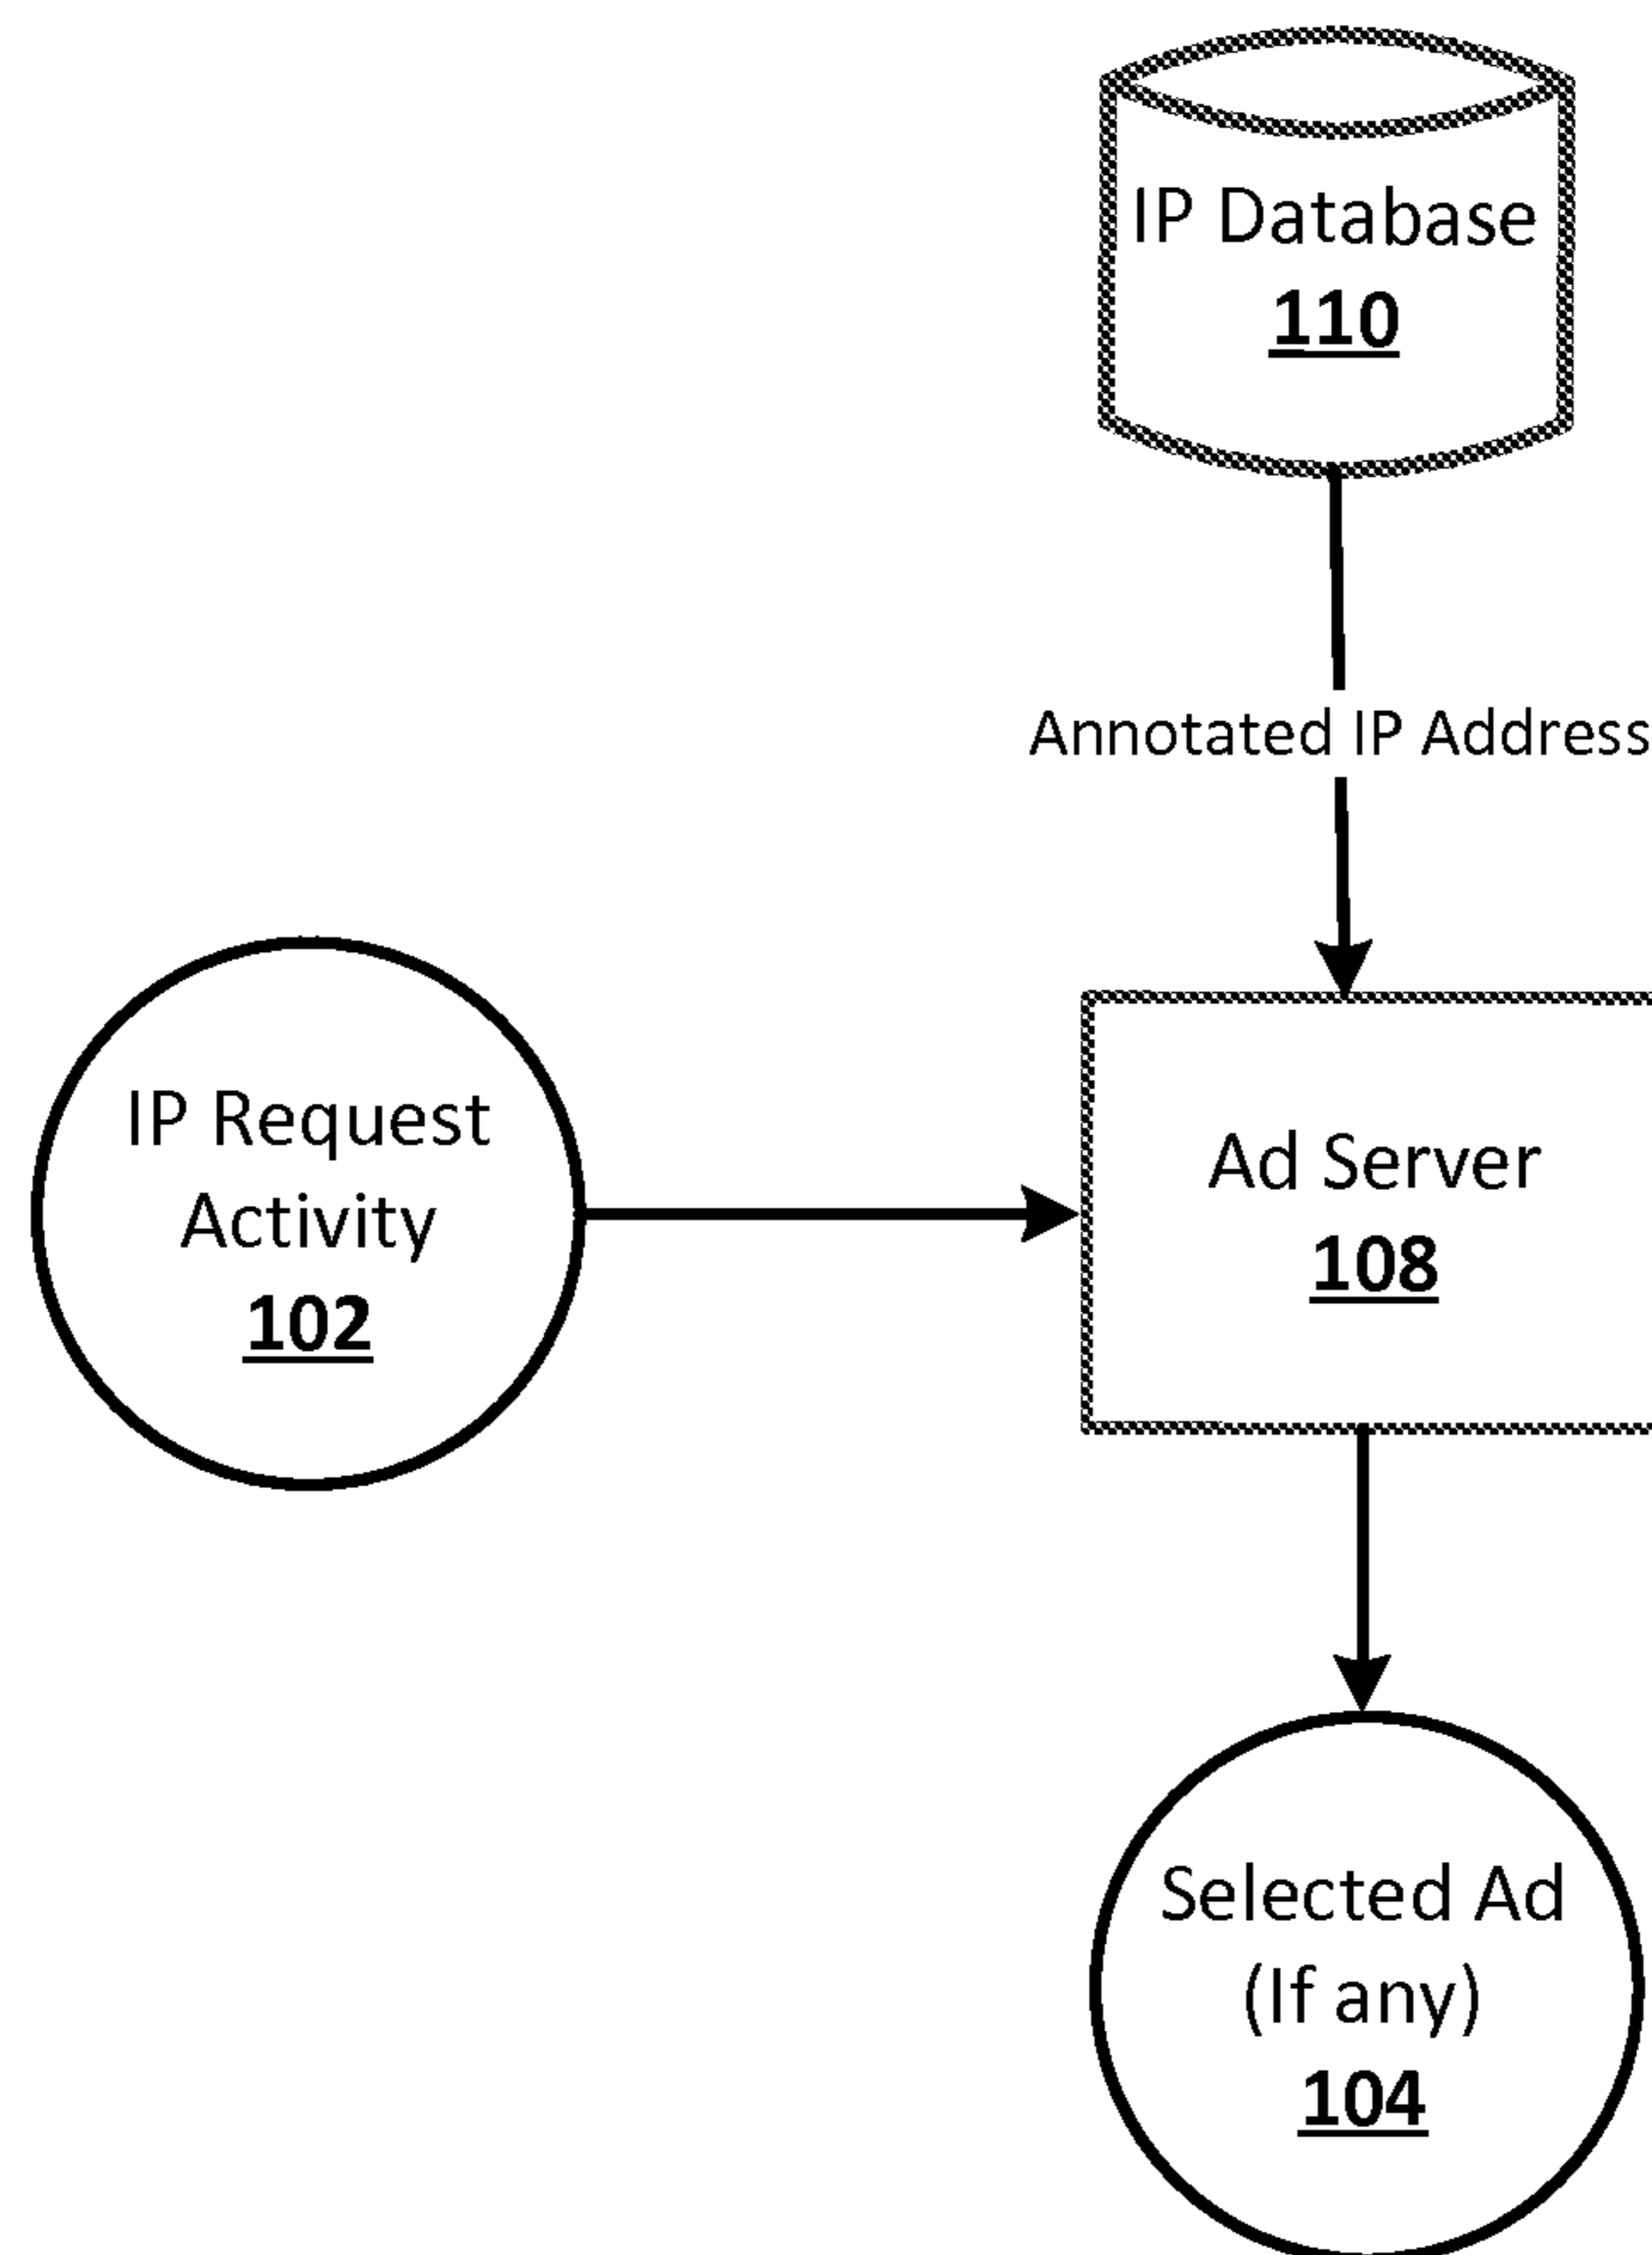 IP Database
110
Annotated IP Address
IP Request
Activity
102
Ad Server
108
Selected Ad
(If any)
104